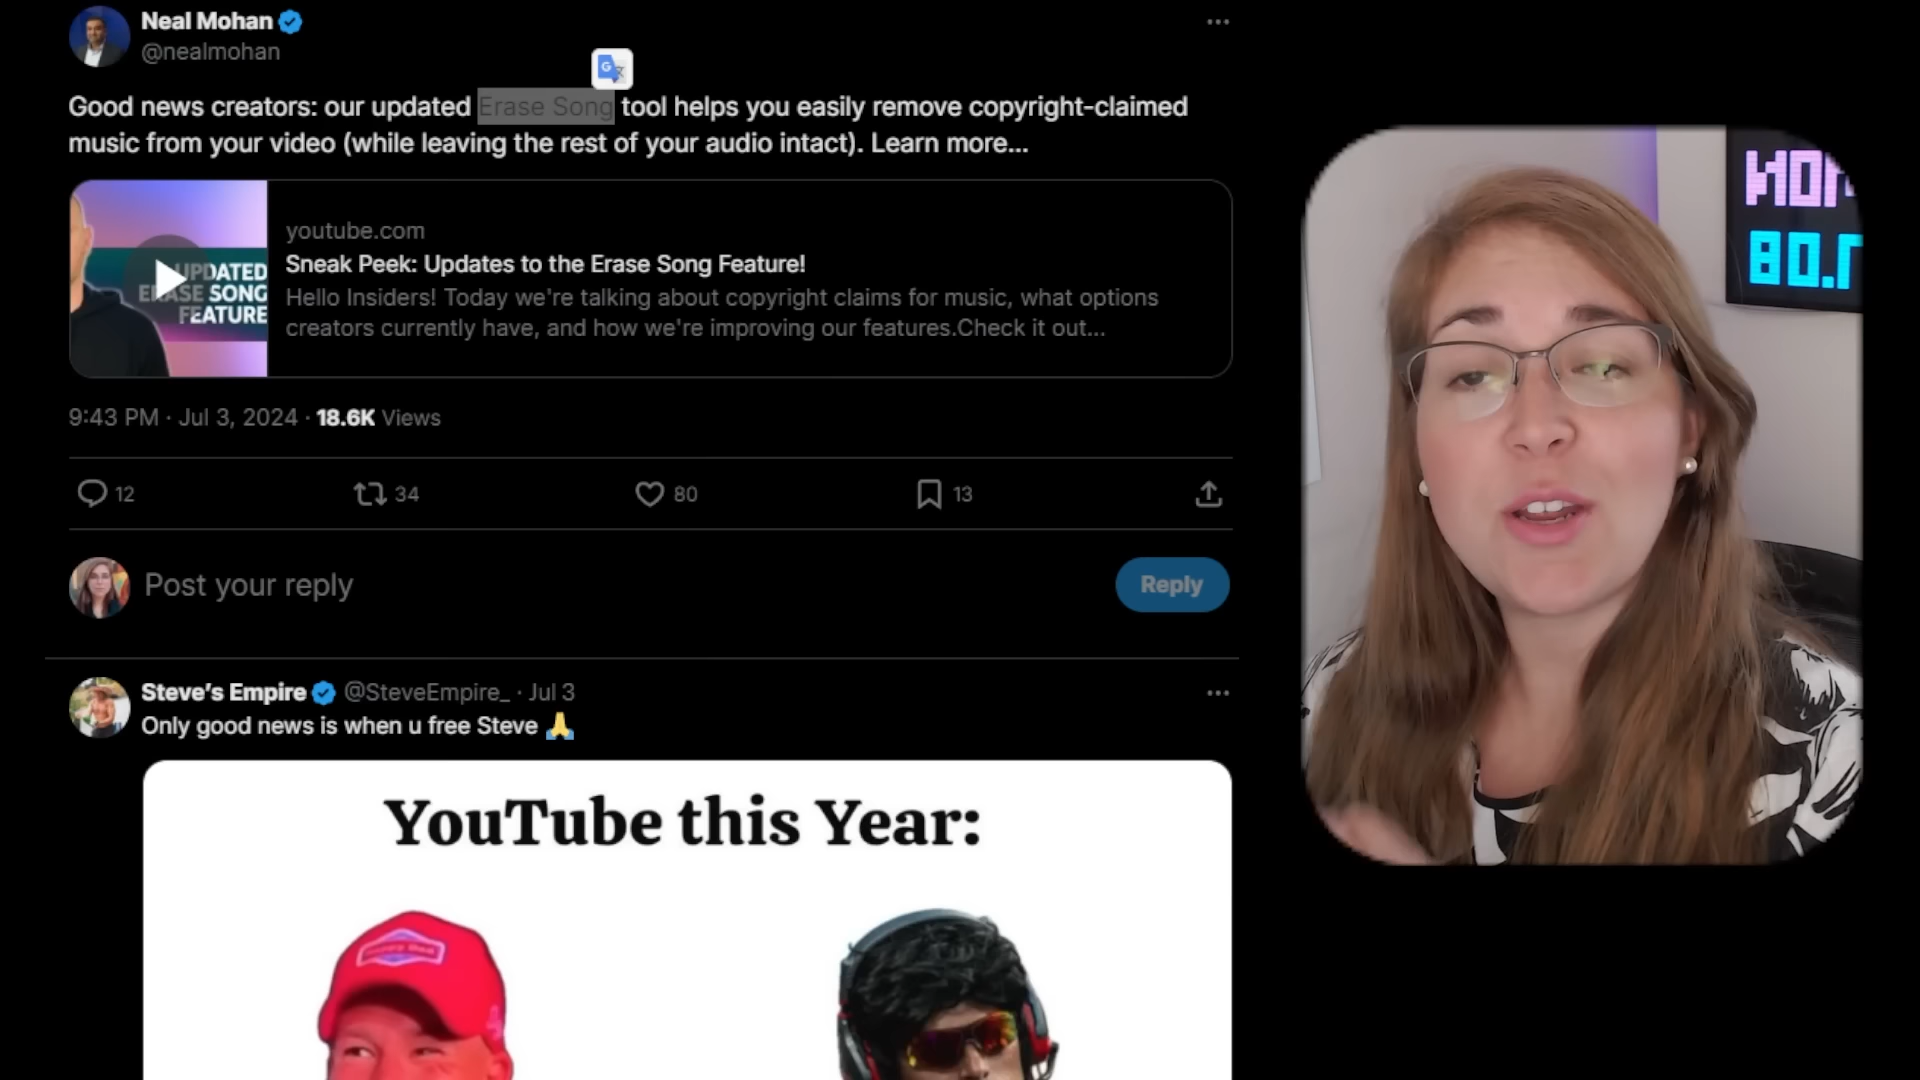 Neal Mohan
@nealmohan
Good news creators: our updated Erase Song tool helps you easily remove copyright-claimed
music from your video (while leaving the rest of your audio intact). Learn more...
UPDATED
ERASE SONG
FEATURE
youtube.com
Sneak Peek: Updates to the Erase Song Feature!
Hello Insiders! Today we're talking about copyright claims for music, what options
creators currently have, and how we're improving our features.Check it out...
9:43 PM · Jul 3, 2024 · 18.6K Views
12 34 80 13
Post your reply
Reply
Steve's Empire @SteveEmpire_ · Jul 3
Only good news is when u free Steve 🙏
YouTube this Year: